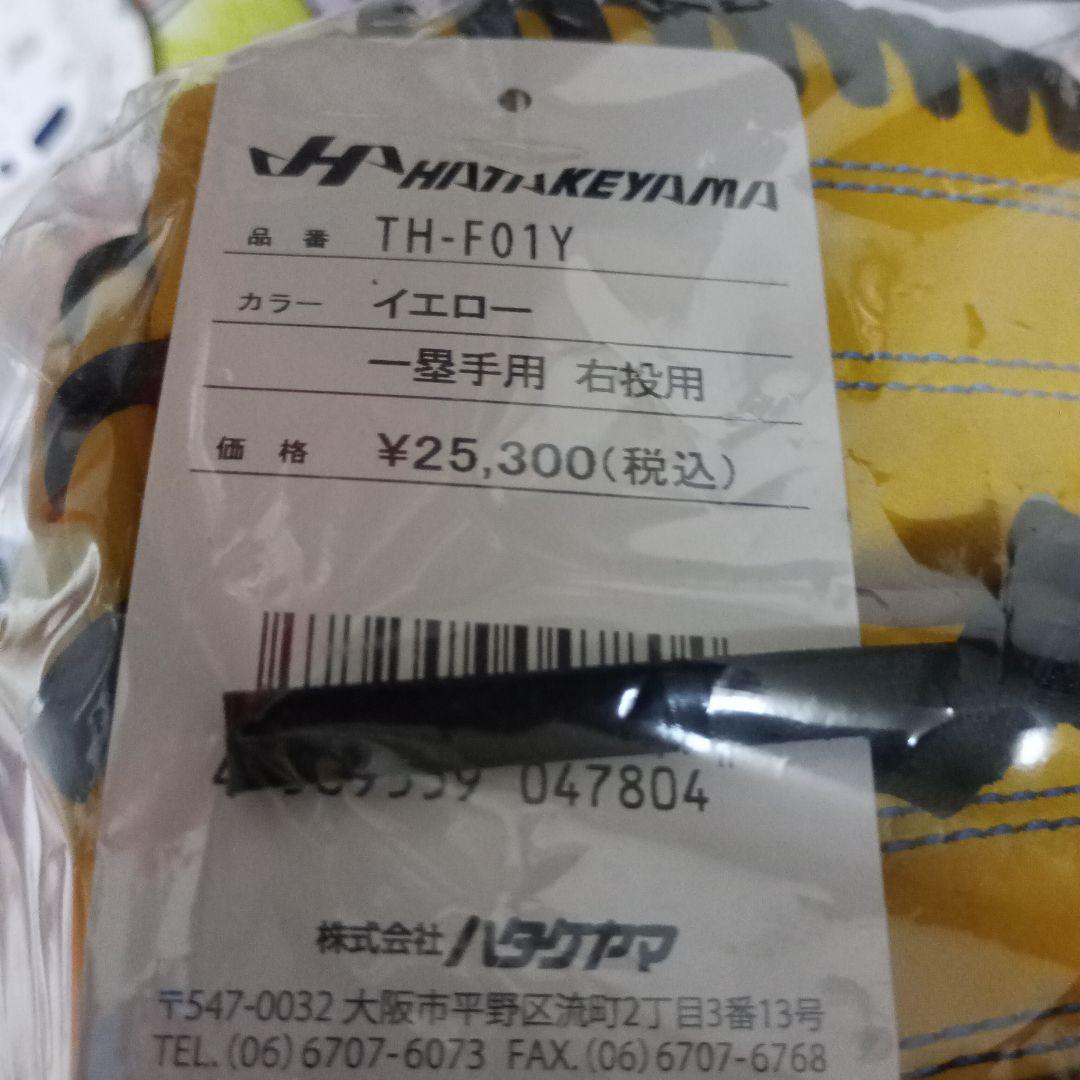 HATAKEYAMA
品番 TH-F01Y
カラー イエロー
一塁手用 右投用
価格 ¥25,300(税込)
047804
株式会社ハタケヤマ
〒547-0032 大阪市平野区流町2丁目3番13号
TEL.(06)6707-6073 FAX.(06)6707-6768